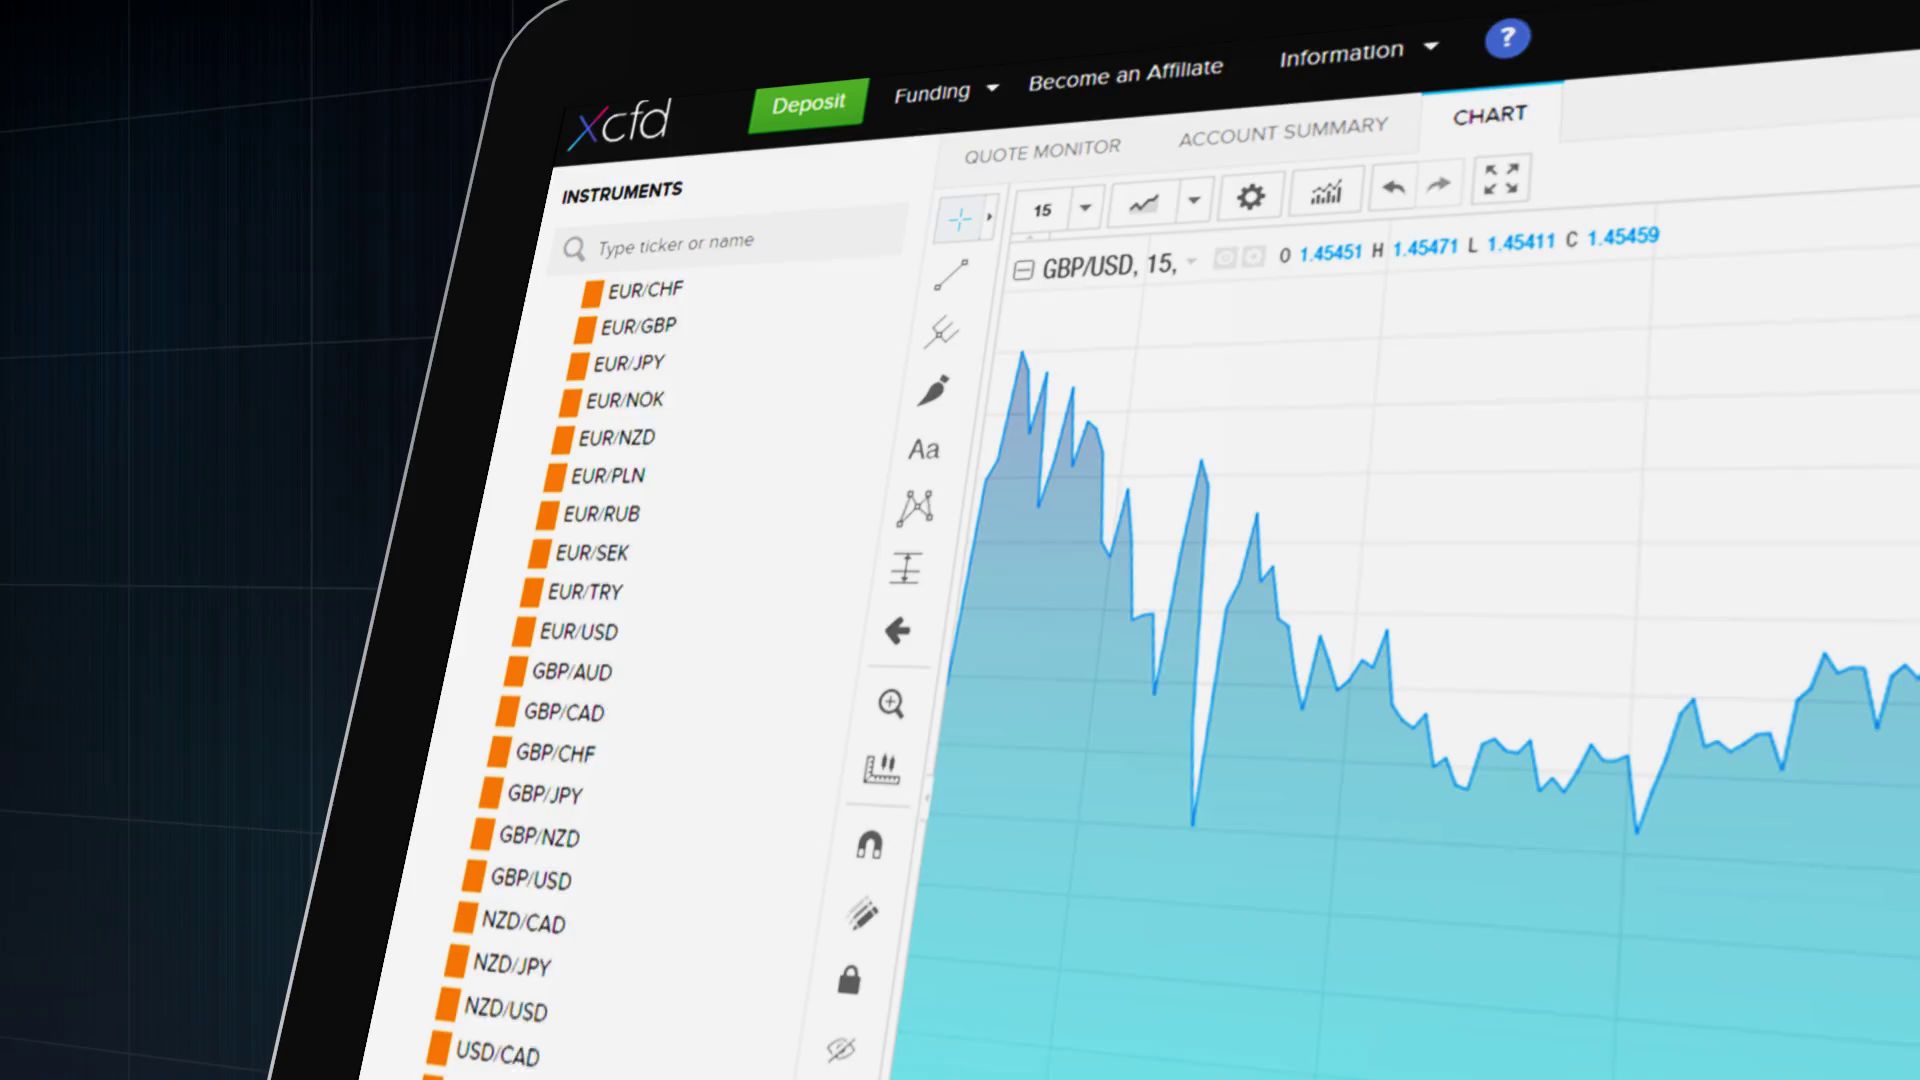 xcfd
Deposit
Funding
Become an Affiliate
Information
?
QUOTE MONITOR
ACCOUNT SUMMARY
CHART
INSTRUMENTS
Type ticker or name
15
GBP/USD, 15, O 1.45451 H 1.45471 L 1.45411 C 1.45459
EUR/CHF
EUR/GBP
EUR/JPY
EUR/NOK
EUR/NZD
EUR/PLN
EUR/RUB
EUR/SEK
EUR/TRY
EUR/USD
GBP/AUD
GBP/CAD
GBP/CHF
GBP/JPY
GBP/NZD
GBP/USD
NZD/CAD
NZD/JPY
NZD/USD
USD/CAD
Aa